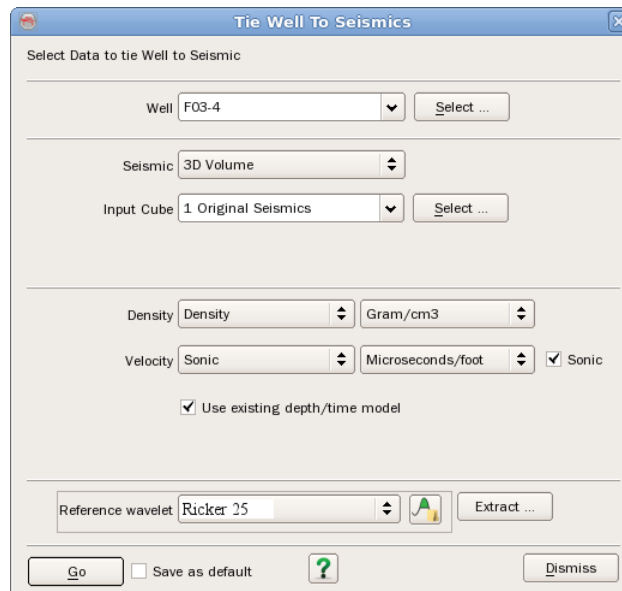 Tie Well To Seismics
Select Data to tie Well to Seismic
Well F03-4 Select ...
Seismic 3D Volume
Input Cube 1 Original Seismics Select ...
Density Density Gram/cm3
Velocity Sonic Microseconds/foot Sonic
Use existing depth/time model
Reference wavelet Ricker 25 Extract ...
Go Save as default ? Dismiss